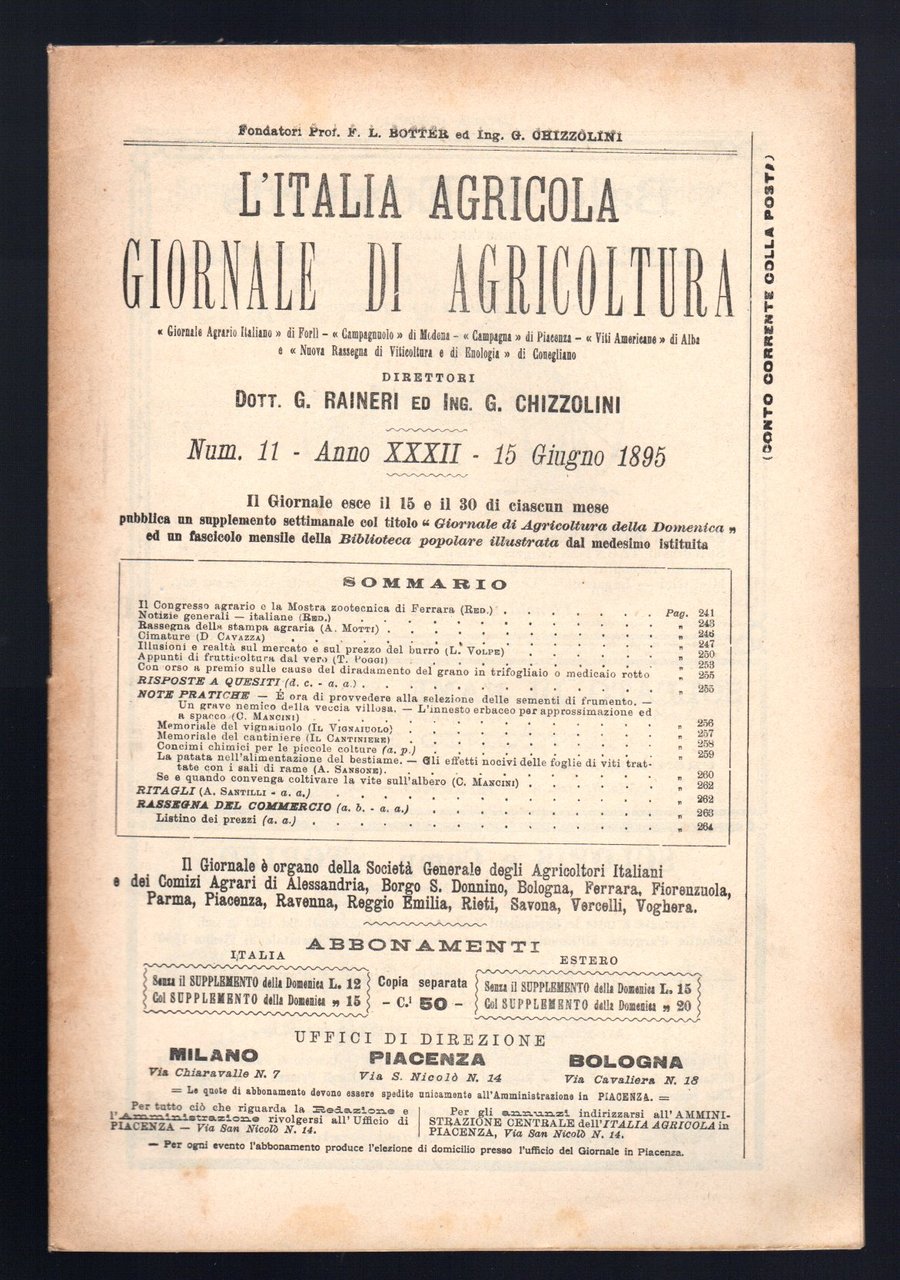 Fondatori Prof. F. L. BOTTER ed Ing. G. CHIZZOLINI
(CONTO CORRENTE COLLA POSTA)
L'ITALIA AGRICOLA
GIORNALE DI AGRICOLTURA
« Giornale Agrario Italiano » di Forlì – « Campagnuolo » di Modena – « Campagna » di Piacenza – « Viti Americane » di Alba
e « Nuova Rassegna di Viticoltura e di Enologia » di Conegliano
DIRETTORI
DOTT. G. RAINERI ED ING. G. CHIZZOLINI
Num. 11 - Anno XXXII - 15 Giugno 1895
Il Giornale esce il 15 e il 30 di ciascun mese
pubblica un supplemento settimanale col titolo “ Giornale di Agricoltura della Domenica „
ed un fascicolo mensile della Biblioteca popolare illustrata dal medesimo istituita
SOMMARIO
Il Congresso agrario e la Mostra zootecnica di Ferrara (RED.) . . . . . . . Pag. 241
Notizie generali — italiane (RED.) . . . . . . . „ 243
Rassegna della stampa agraria (A. MOTTI) . . . . . . . „ 246
Cimature (D. CAVAZZA) . . . . . . . „ 247
Illusioni e realtà sul mercato e sul prezzo del burro (L. VOLPE) . . . . . . . „ 250
Appunti di frutticoltura dal vero (T. POGGI) . . . . . . . „ 253
Con orso a premio sulle cause del diradamento del grano in trifogliaio o medicaio rotto „ 255
RISPOSTE A QUESITI (d. c. - a. a.) . . . . . . . „ 255
NOTE PRATICHE — È ora di provvedere alla selezione delle sementi di frumento. —
Un grave nemico della veccia villosa. — L'innesto erbaceo per approssimazione ed
a spacco (C. MANCINI) . . . . . . . „ 256
Memoriale del vignaiuolo (IL VIGNAIUOLO) . . . . . . . „ 257
Memoriale del cantiniere (IL CANTINIERE) . . . . . . . „ 258
Concimi chimici per le piccole colture (a. p.) . . . . . . . „ 259
La patata nell'alimentazione del bestiame. — Gli effetti nocivi delle foglie di viti trat-
tate con i sali di rame (A. SANSONE). . . . . . . . „ 260
Se e quando convenga coltivare la vite sull'albero (C. MANCINI) . . . . . . . „ 262
RITAGLI (A. SANTILLI - a. a.) . . . . . . . „ 262
RASSEGNA DEL COMMERCIO (a. b. - a. a.) . . . . . . . „ 263
Listino dei prezzi (a. a.) . . . . . . . „ 264
Il Giornale è organo della Società Generale degli Agricoltori Italiani
e dei Comizi Agrari di Alessandria, Borgo S. Donnino, Bologna, Ferrara, Fiorenzuola,
Parma, Piacenza, Ravenna, Reggio Emilia, Rieti, Savona, Vercelli, Voghera.
ABBONAMENTI
ITALIA
Senza il SUPPLEMENTO della Domenica L. 12
Col SUPPLEMENTO della Domenica „ 15
Copia separata
– C.i 50 –
ESTERO
Senza il SUPPLEMENTO della Domenica L. 15
Col SUPPLEMENTO della Domenica „ 20
UFFICI DI DIREZIONE
MILANO
Via Chiaravalle N. 7
PIACENZA
Via S. Nicolò N. 14
BOLOGNA
Via Cavaliera N. 18
= Le quote di abbonamento devono essere spedite unicamente all'Amministrazione in PIACENZA. =
Per tutto ciò che riguarda la Redazione e
l'Amministrazione rivolgersi all'Ufficio di
PIACENZA — Via San Nicolò N. 14.
Per gli annunzi indirizzarsi all'AMMINI-
STRAZIONE CENTRALE dell'ITALIA AGRICOLA in
PIACENZA, Via San Nicolò N. 14.
— Per ogni evento l'abbonamento produce l'elezione di domicilio presso l'ufficio del Giornale in Piacenza.